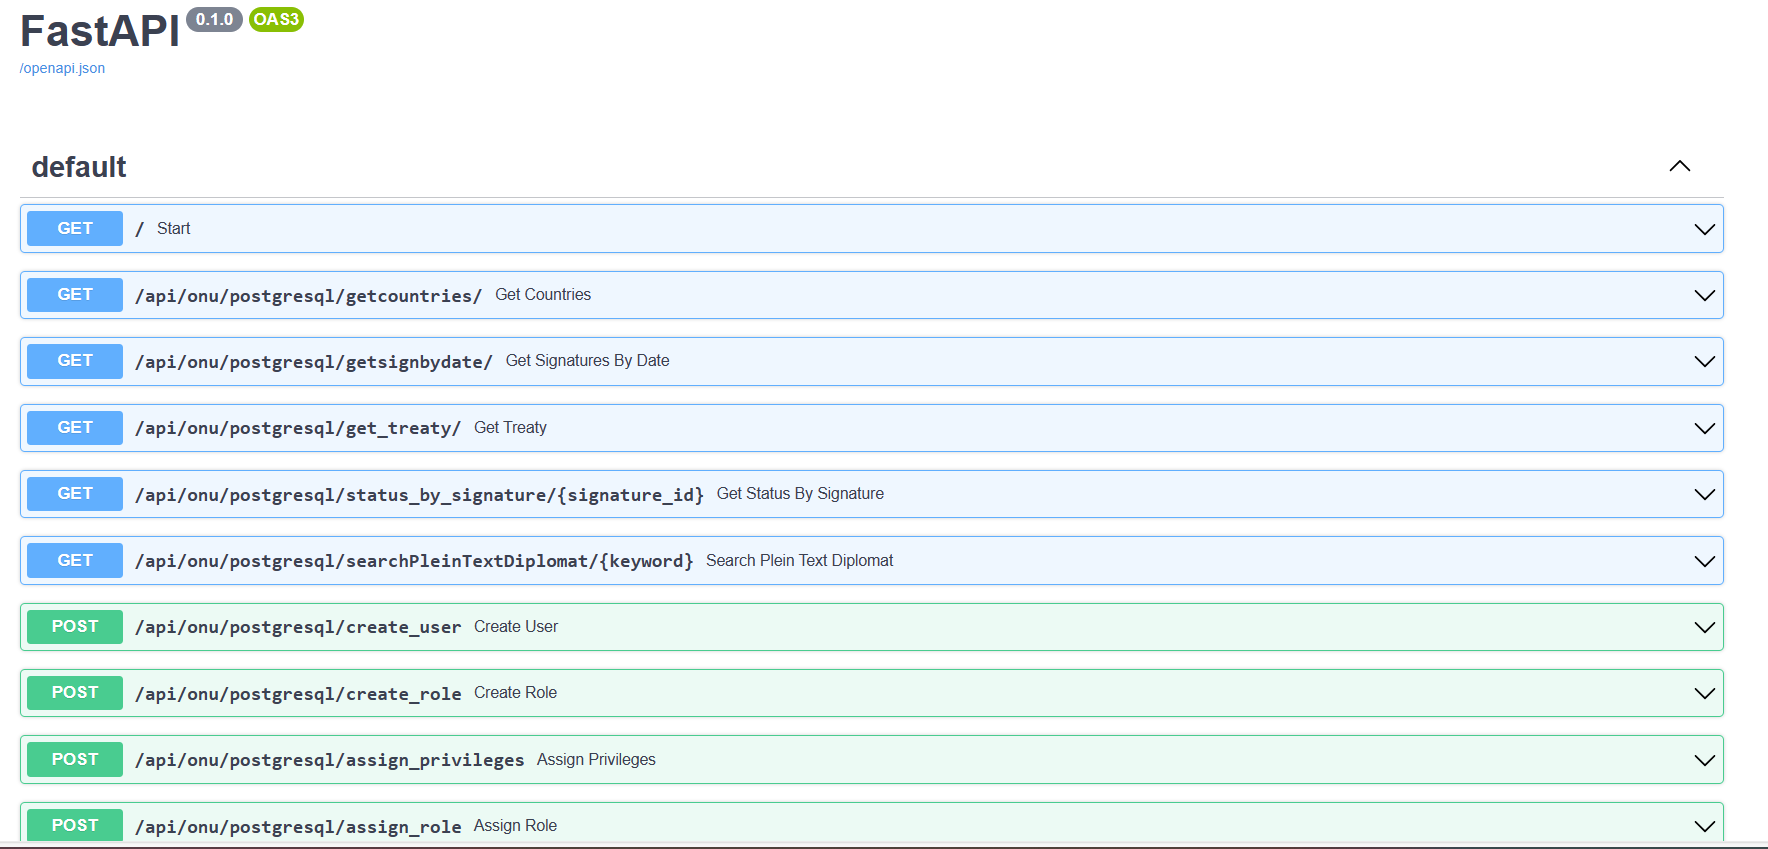 FastAPI 0.1.0 OAS3
/openapi.json
default
GET / Start
GET /api/onu/postgresql/getcountries/ Get Countries
GET /api/onu/postgresql/getsignbydate/ Get Signatures By Date
GET /api/onu/postgresql/get_treaty/ Get Treaty
GET /api/onu/postgresql/status_by_signature/{signature_id} Get Status By Signature
GET /api/onu/postgresql/searchPleinTextDiplomat/{keyword} Search Plein Text Diplomat
POST /api/onu/postgresql/create_user Create User
POST /api/onu/postgresql/create_role Create Role
POST /api/onu/postgresql/assign_privileges Assign Privileges
POST /api/onu/postgresql/assign_role Assign Role